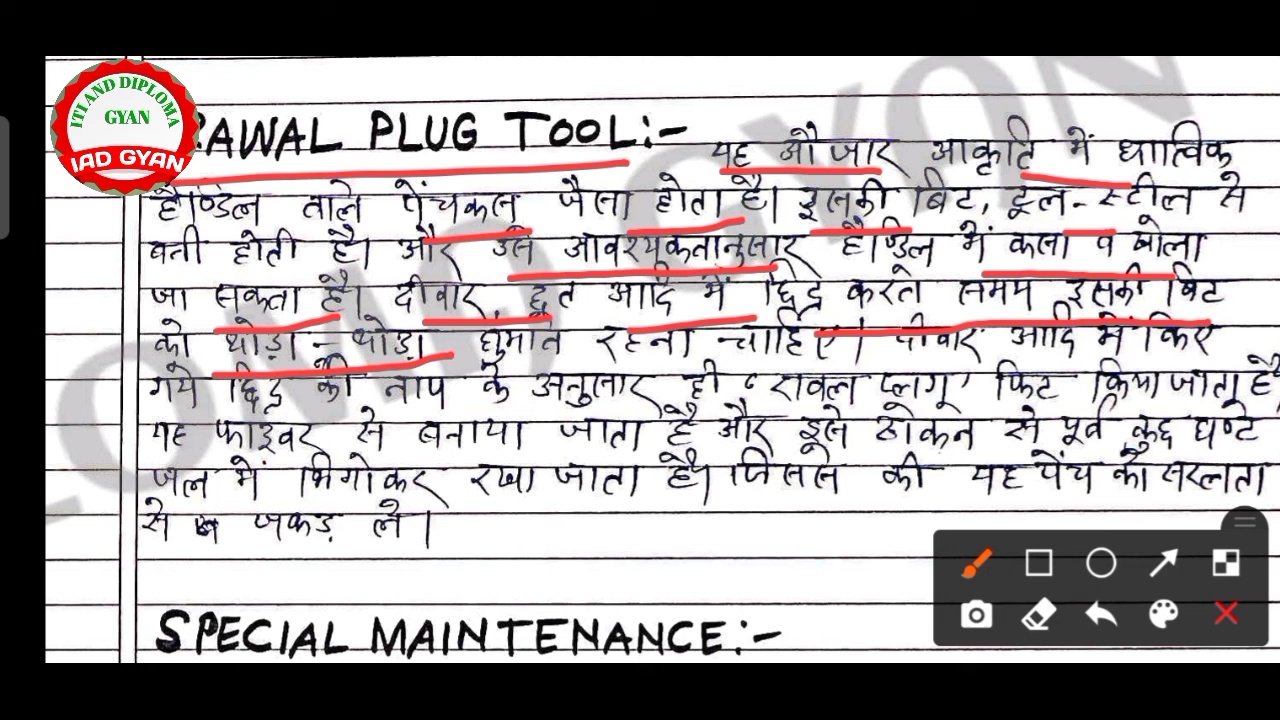 ITI AND DIPLOMA
GYAN
IAD GYAN
RAWAL PLUG TOOL:-
यह औजार आकृति में धात्विक
हैण्डिल वाले पेंचकस जैसा होता है। इसकी बिट, टूल-स्टील से
बनी होती है। और उसे आवश्यकतानुसार हैण्डिल में कसा व खोला
जा सकता है। दीवार, छत आदि में छिद्र करते समय इसकी बिट
को थोड़ा-थोड़ा घुमाते रहना चाहिए। दीवार आदि में किए
गये छिद्र की नाप के अनुसार ही 'रावल प्लग' फिट किया जाता है,
यह फाइबर से बनाया जाता है और इसे ठोकने से पूर्व कुछ घण्टे
जल में भिगोकर रखा जाता है। जिससे की यह पेंच को सरलता
से जकड़ ले।
SPECIAL MAINTENANCE:-